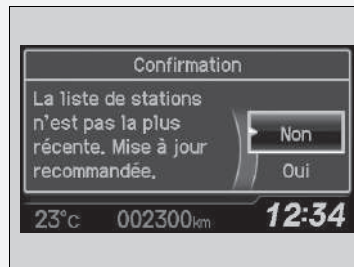 Confirmation
La liste de stations
n'est pas la plus
récente. Mise à jour
recommandée.
Non
Oui
23°c 002300km 12:34